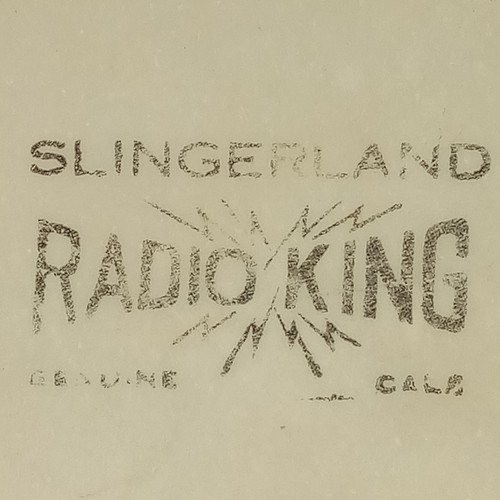 SLINGERLAND
RADIO KING
GENUINE CALF